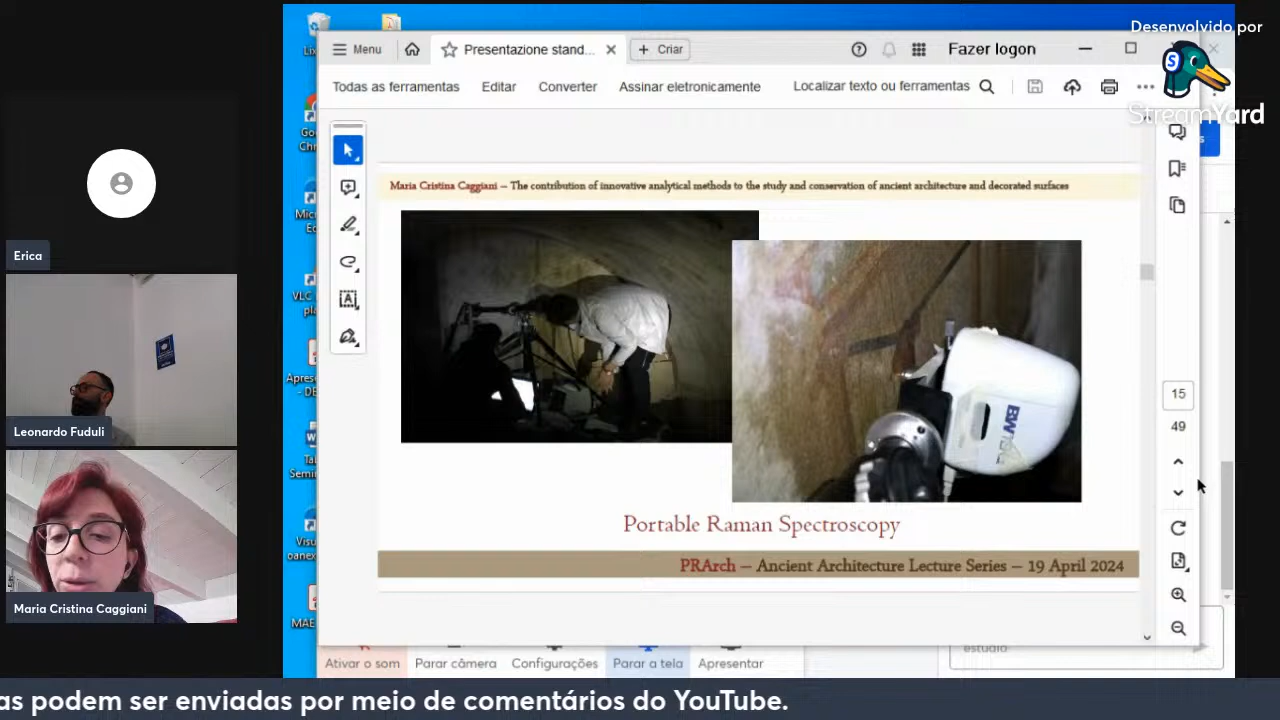 Desenvolvido por
StreamYard
Menu
Presentazione stand...
Criar
Fazer logon
Todas as ferramentas
Editar
Converter
Assinar eletronicamente
Localizar texto ou ferramentas
Maria Cristina Caggiani – The contribution of innovative analytical methods to the study and conservation of ancient architecture and decorated surfaces
Erica
Leonardo Fuduli
Maria Cristina Caggiani
BWTEK
15
49
Portable Raman Spectroscopy
PRArch – Ancient Architecture Lecture Series – 19 April 2024
Ativar o som
Parar câmera
Configurações
Parar a tela
Apresentar
estúdio
as podem ser enviadas por meio de comentários do YouTube.